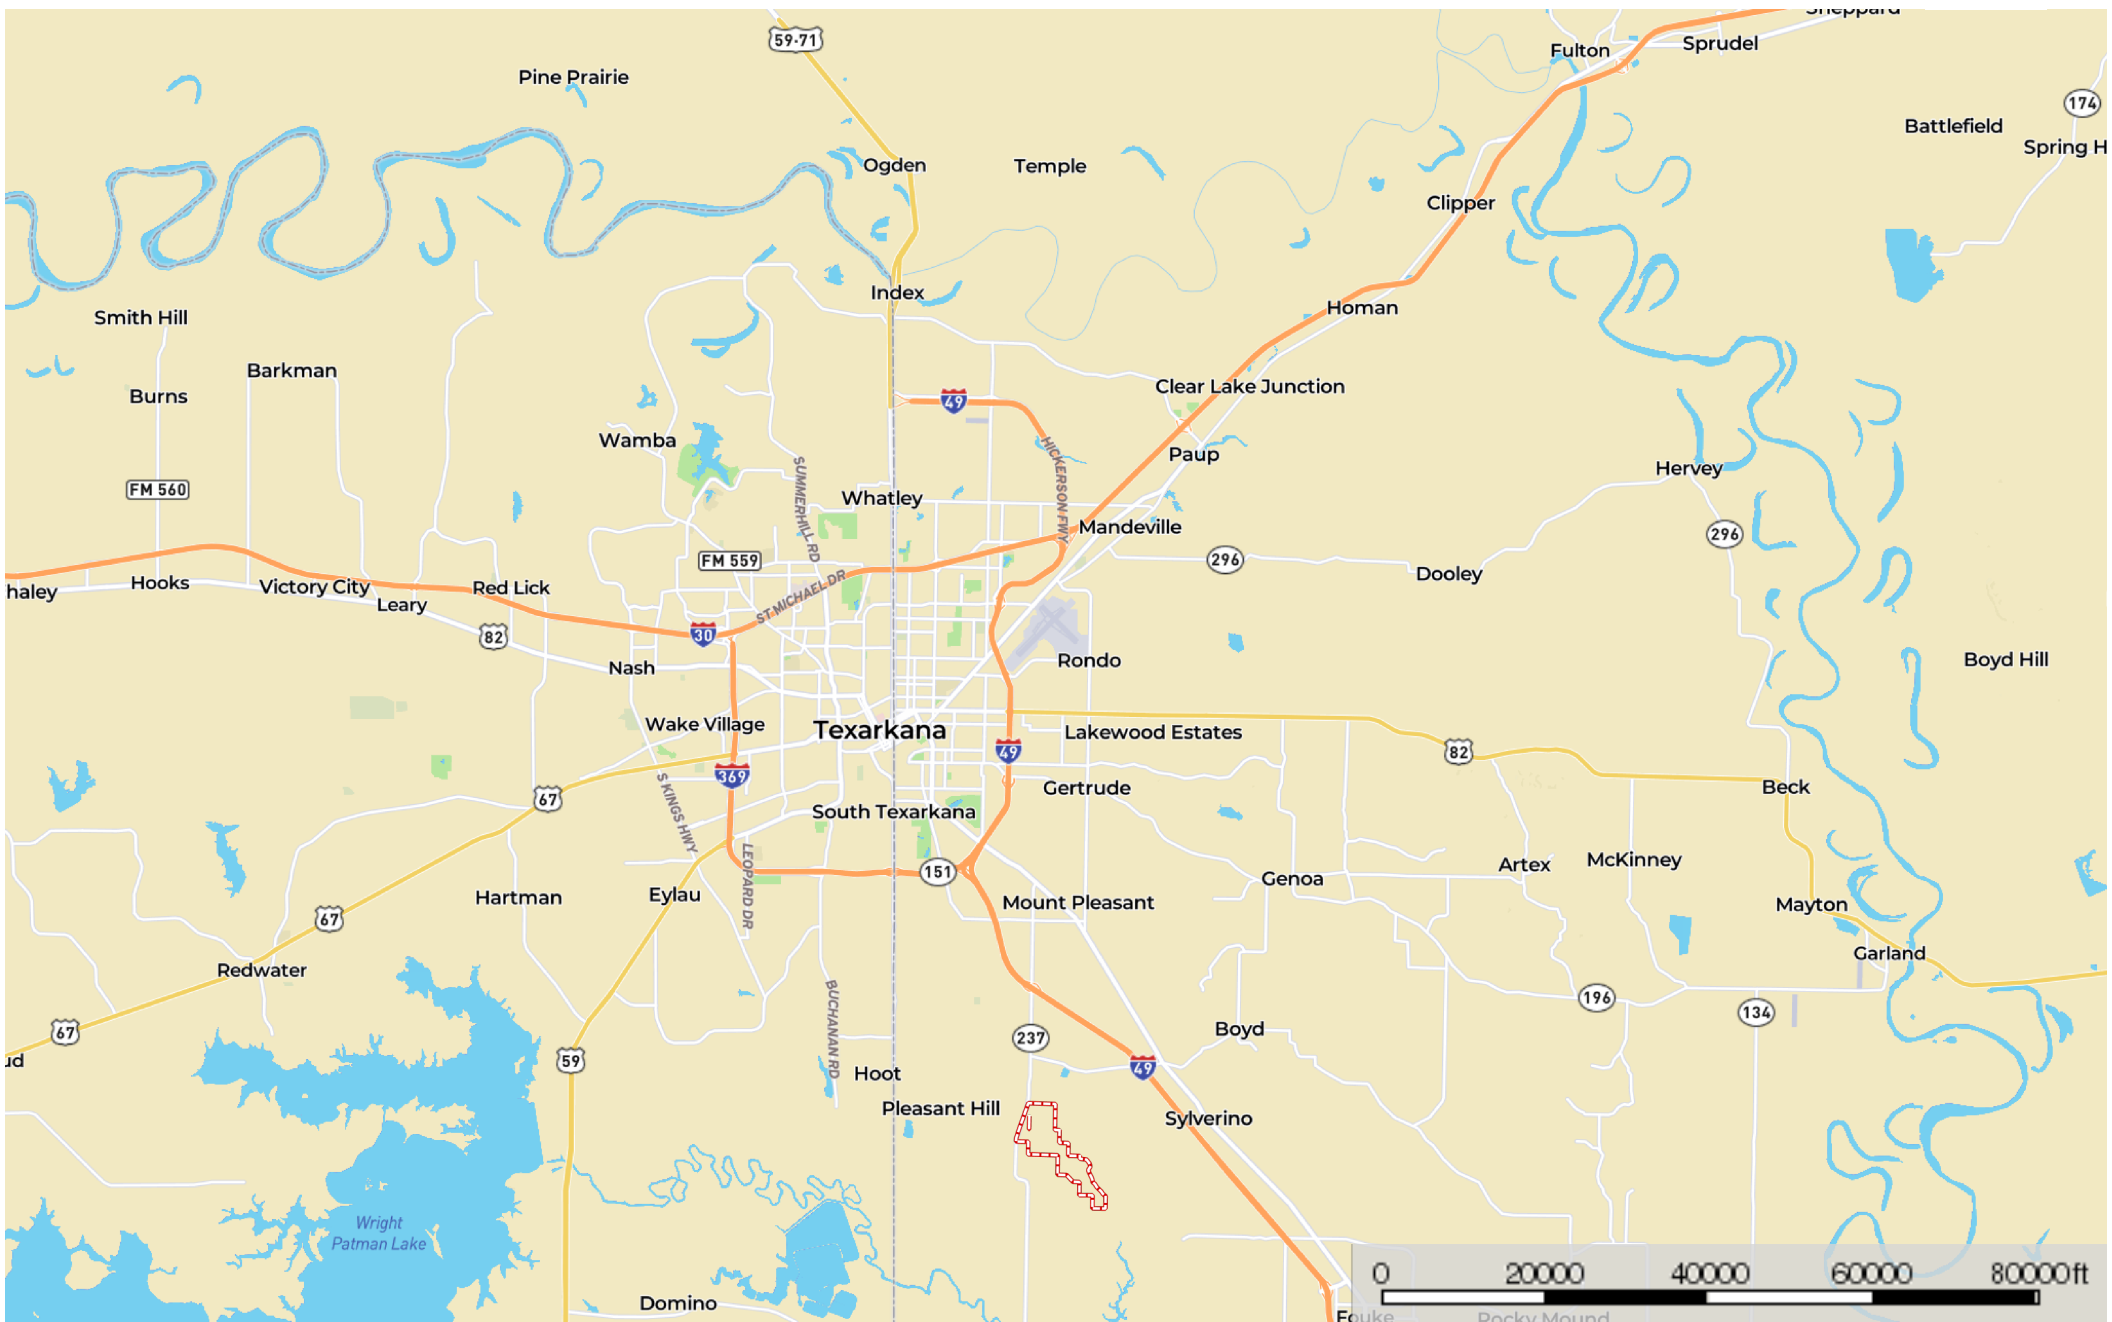 Sheppard
59-71
Fulton
Sprudel
Pine Prairie
174
Battlefield
Spring H
Ogden
Temple
Clipper
Index
Smith Hill
Homan
Barkman
Clear Lake Junction
Burns
49
Wamba
HICKERSON FWY
Paup
SUMMERHILL RD
Hervey
FM 560
Whatley
Mandeville
296
FM 559
296
Dooley
haley
Hooks
Victory City
Red Lick
ST MICHAEL DR
Leary
82
30
Nash
Rondo
Boyd Hill
Wake Village
Texarkana
Lakewood Estates
49
82
369
67
S KINGS HWY
Gertrude
Beck
South Texarkana
LEOPARD DR
151
Genoa
Artex
McKinney
Hartman
Eylau
Mount Pleasant
Mayton
67
Garland
Redwater
BUCHANAN RD
196
134
67
237
Boyd
ud
59
Hoot
49
Pleasant Hill
Sylverino
Wright
Patman Lake
0 20000 40000 60000 80000ft
Domino
Fouke
Rocky Mound